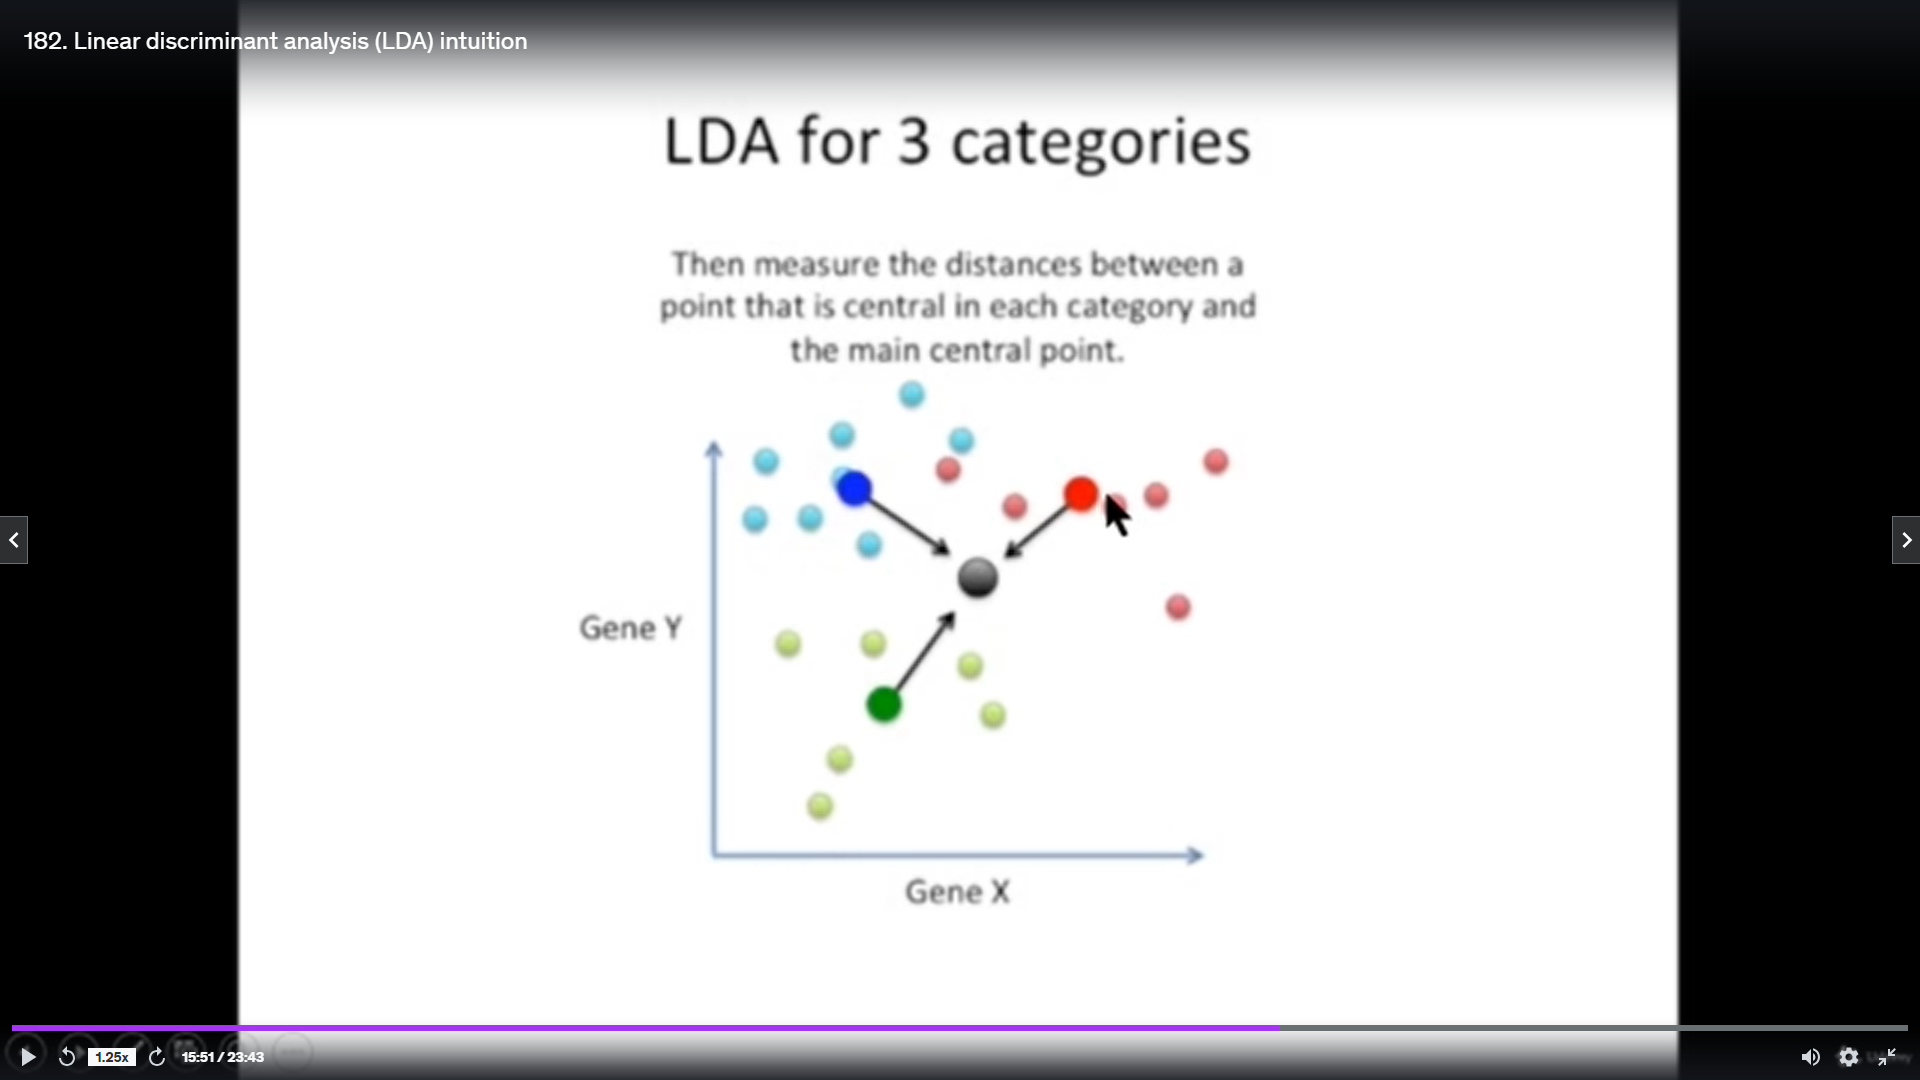 182. Linear discriminant analysis (LDA) intuition
LDA for 3 categories
Then measure the distances between a
point that is central in each category and
the main central point.
Gene Y
Gene X
1.25x
15:51 / 23:43